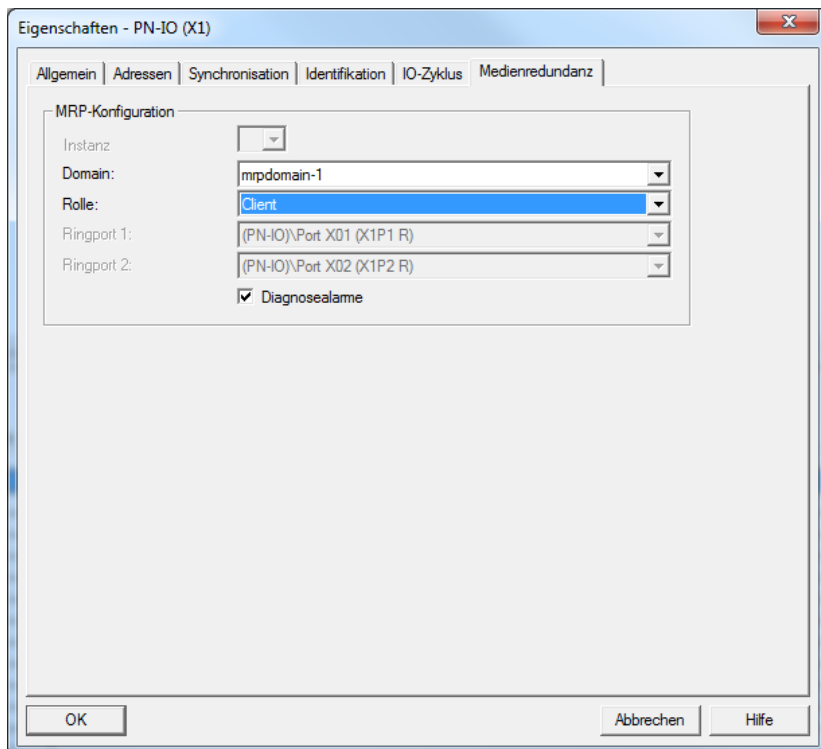 Eigenschaften - PN-IO (X1)
x
Allgemein Adressen Synchronisation Identifikation IO-Zyklus Medienredundanz
MRP-Konfiguration
Instanz
Domain: mrpdomain-1
Rolle: Client
Ringport 1: (PN-IO)\Port X01 (X1P1 R)
Ringport 2: (PN-IO)\Port X02 (X1P2 R)
Diagnosealarme
OK Abbrechen Hilfe